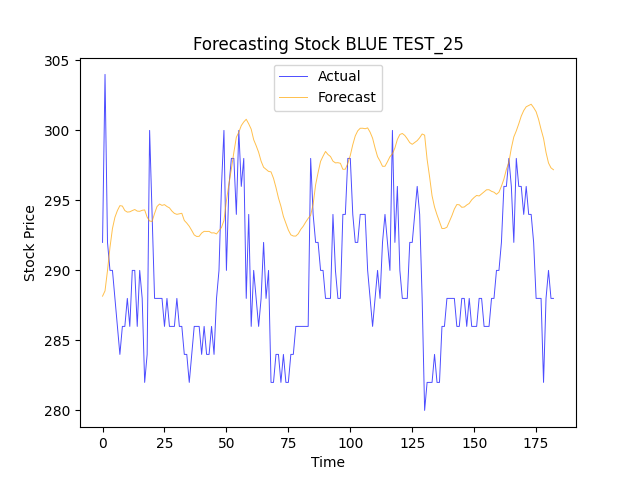 Forecasting Stock BLUE TEST_25
Actual
Forecast
305
300
295
290
285
280
Stock Price
0 25 50 75 100 125 150 175
Time